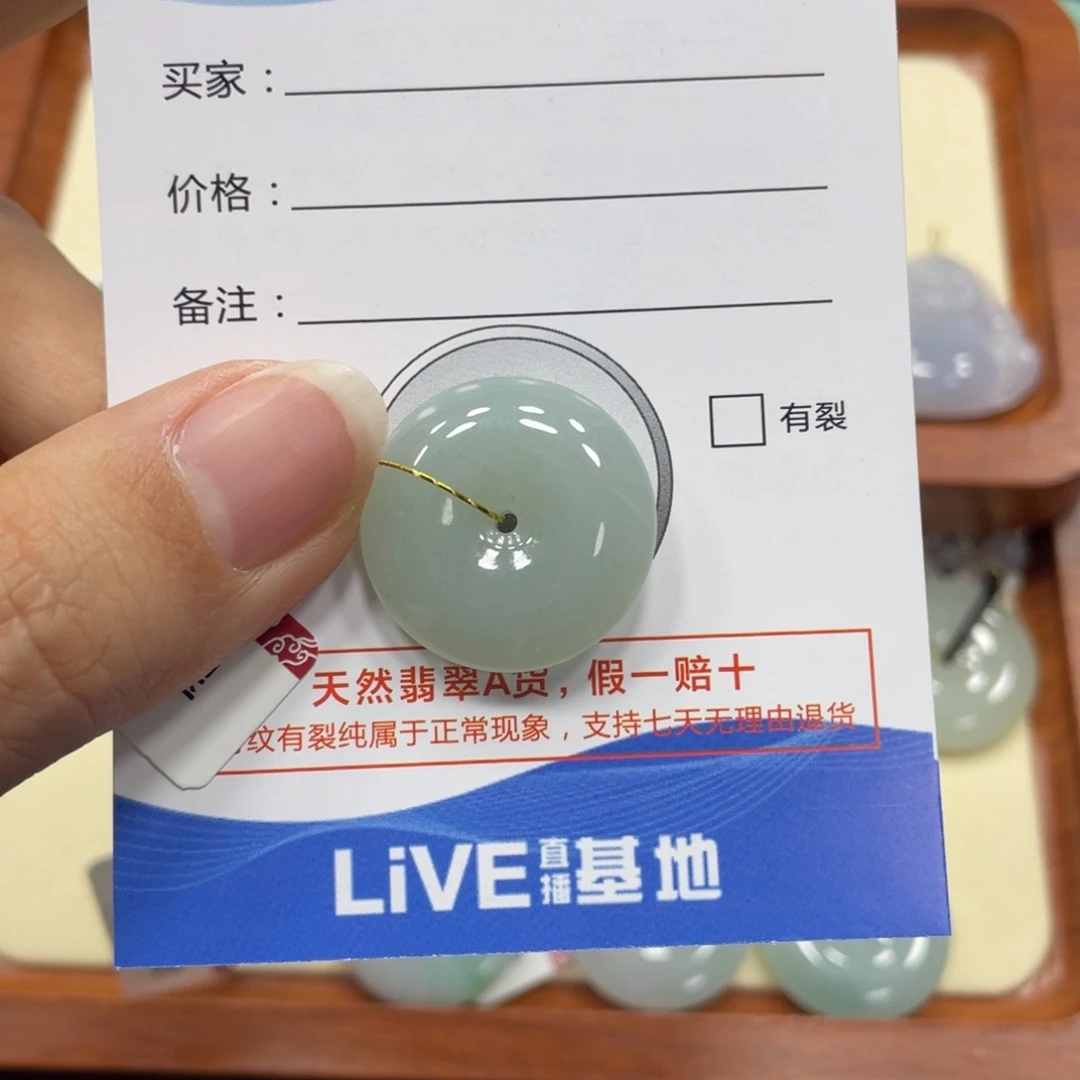 买家：
价格：
备注：
有裂
天然翡翠A货，假一赔十
纹有裂纯属于正常现象，支持七天无理由退货
LiVE直播基地